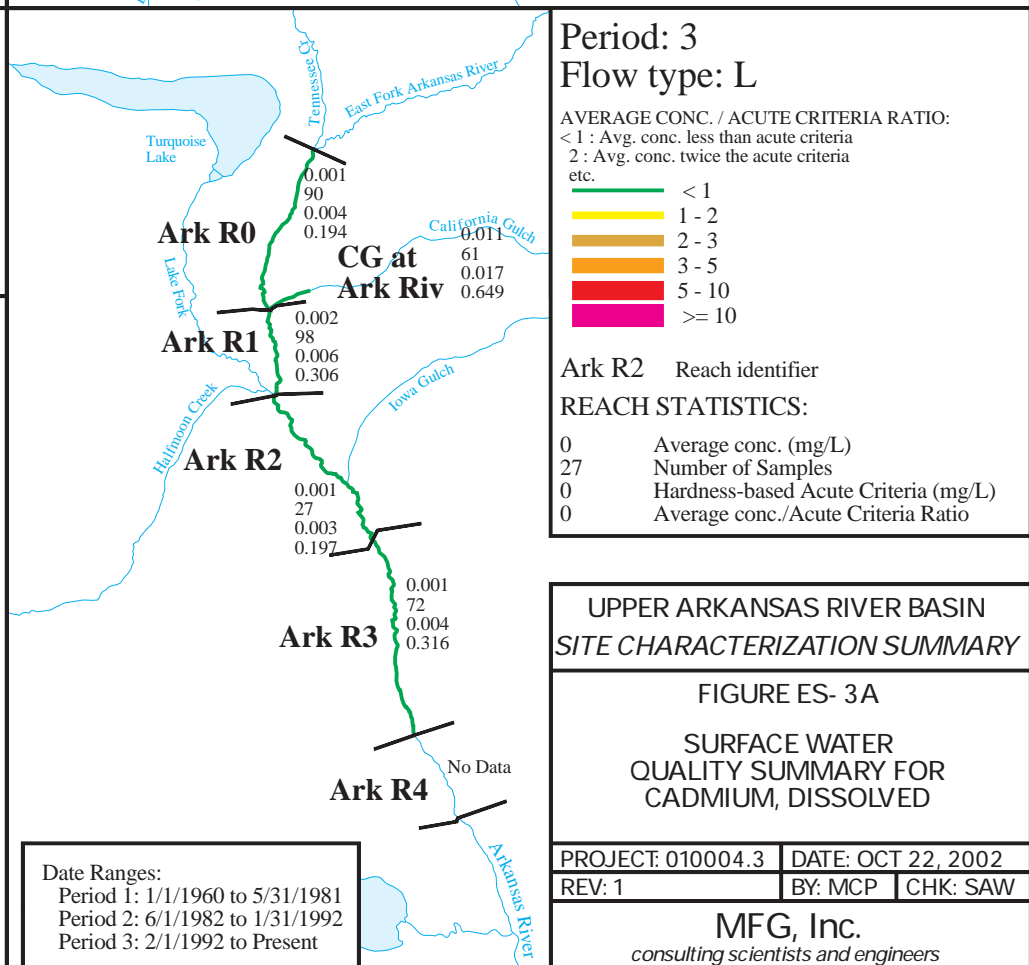 Period: 3
Flow type: L
AVERAGE CONC. / ACUTE CRITERIA RATIO:
< 1 : Avg. conc. less than acute criteria
2 : Avg. conc. twice the acute criteria
etc.
< 1
1 - 2
2 - 3
3 - 5
5 - 10
>= 10
Ark R2 Reach identifier
REACH STATISTICS:
0 Average conc. (mg/L)
27 Number of Samples
0 Hardness-based Acute Criteria (mg/L)
0 Average conc./Acute Criteria Ratio
Tennessee Cr.
East Fork Arkansas River
Turquoise
Lake
0.001
90
0.004
0.194
Ark R0
California Gulch
CG at
Ark Riv
0.011
61
0.017
0.649
Lake Fork
Ark R1
0.002
98
0.006
0.306
Iowa Gulch
Halfmoon Creek
Ark R2
0.001
27
0.003
0.197
Ark R3
0.001
72
0.004
0.316
No Data
Ark R4
Arkansas River
Date Ranges:
Period 1: 1/1/1960 to 5/31/1981
Period 2: 6/1/1982 to 1/31/1992
Period 3: 2/1/1992 to Present
UPPER ARKANSAS RIVER BASIN
SITE CHARACTERIZATION SUMMARY
FIGURE ES- 3A
SURFACE WATER
QUALITY SUMMARY FOR
CADMIUM, DISSOLVED
PROJECT: 010004.3 DATE: OCT 22, 2002
REV: 1 BY: MCP CHK: SAW
MFG, Inc.
consulting scientists and engineers